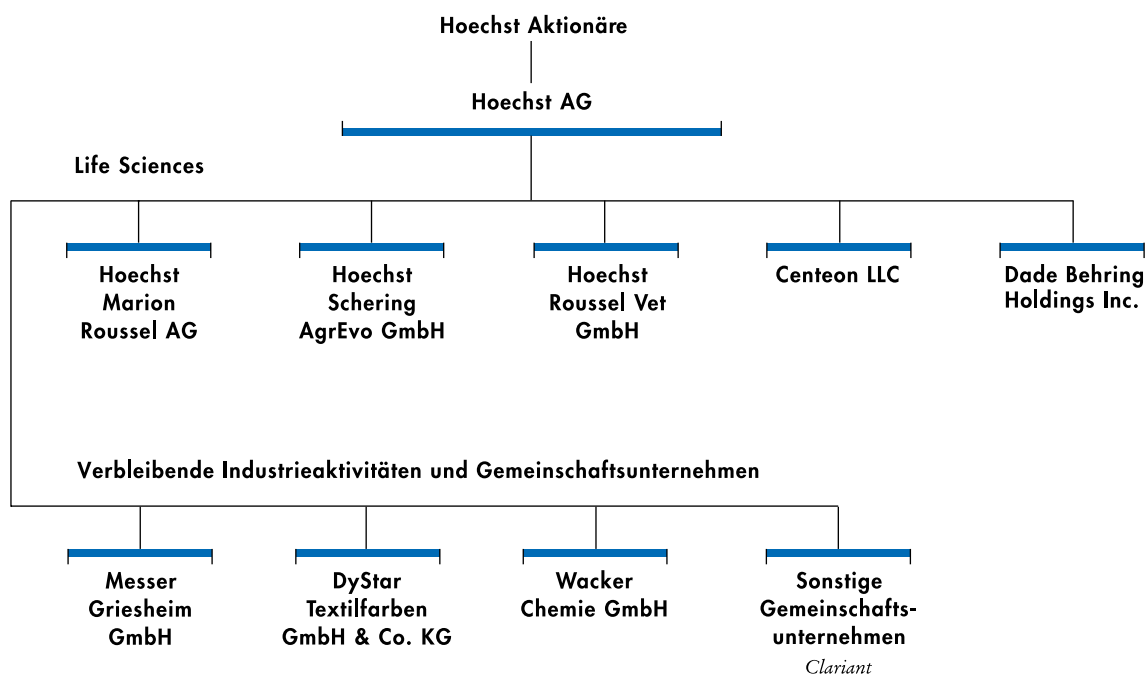 Hoechst Aktionäre
Hoechst AG
Life Sciences
Hoechst
Marion
Roussel AG
Hoechst
Schering
AgrEvo GmbH
Hoechst
Roussel Vet
GmbH
Centeon LLC
Dade Behring
Holdings Inc.
Verbleibende Industrieaktivitäten und Gemeinschaftsunternehmen
Messer
Griesheim
GmbH
DyStar
Textilfarben
GmbH & Co. KG
Wacker
Chemie GmbH
Sonstige
Gemeinschafts-
unternehmen
Clariant